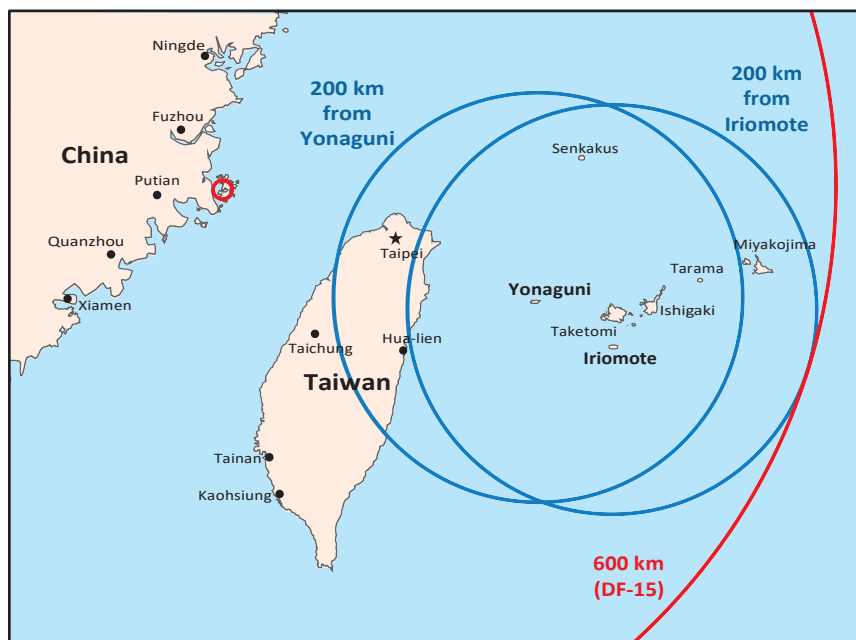 Ningde
200 km
from
Yonaguni
200 km
from
Iriomote
Fuzhou
China
Senkakus
Putian
Quanzhou
Taipei
Miyakojima
Tarama
Yonaguni
Xiamen
Ishigaki
Taketomi
Hua-lien
Taichung
Iriomote
Taiwan
Tainan
Kaohsiung
600 km
(DF-15)